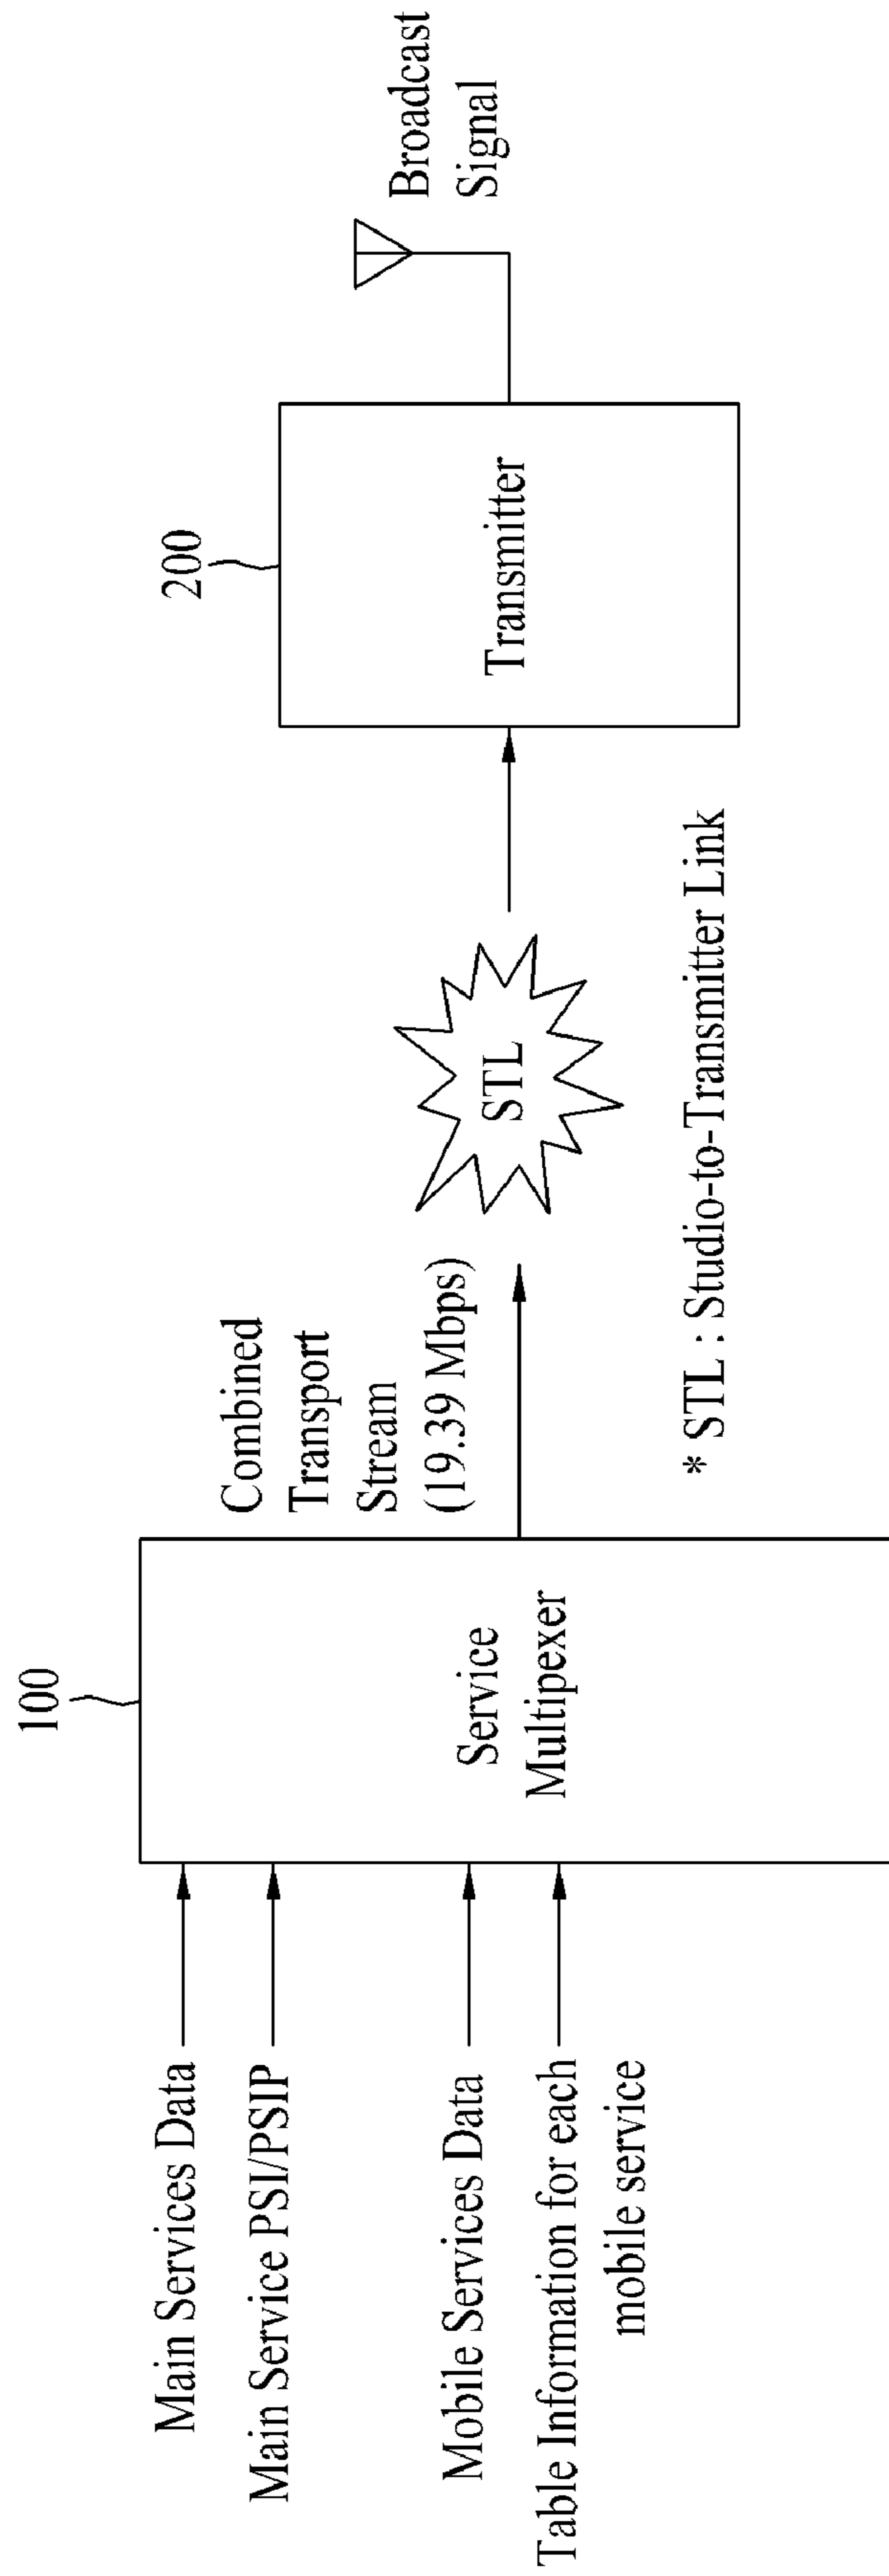 Main Services Data
Main Service PSI/PSIP
Mobile Services Data
Table Information for each
mobile service
100
Service
Multipexer
Combined
Transport
Stream
(19.39 Mbps)
STL
200
Transmitter
Broadcast
Signal
* STL : Studio-to-Transmitter Link